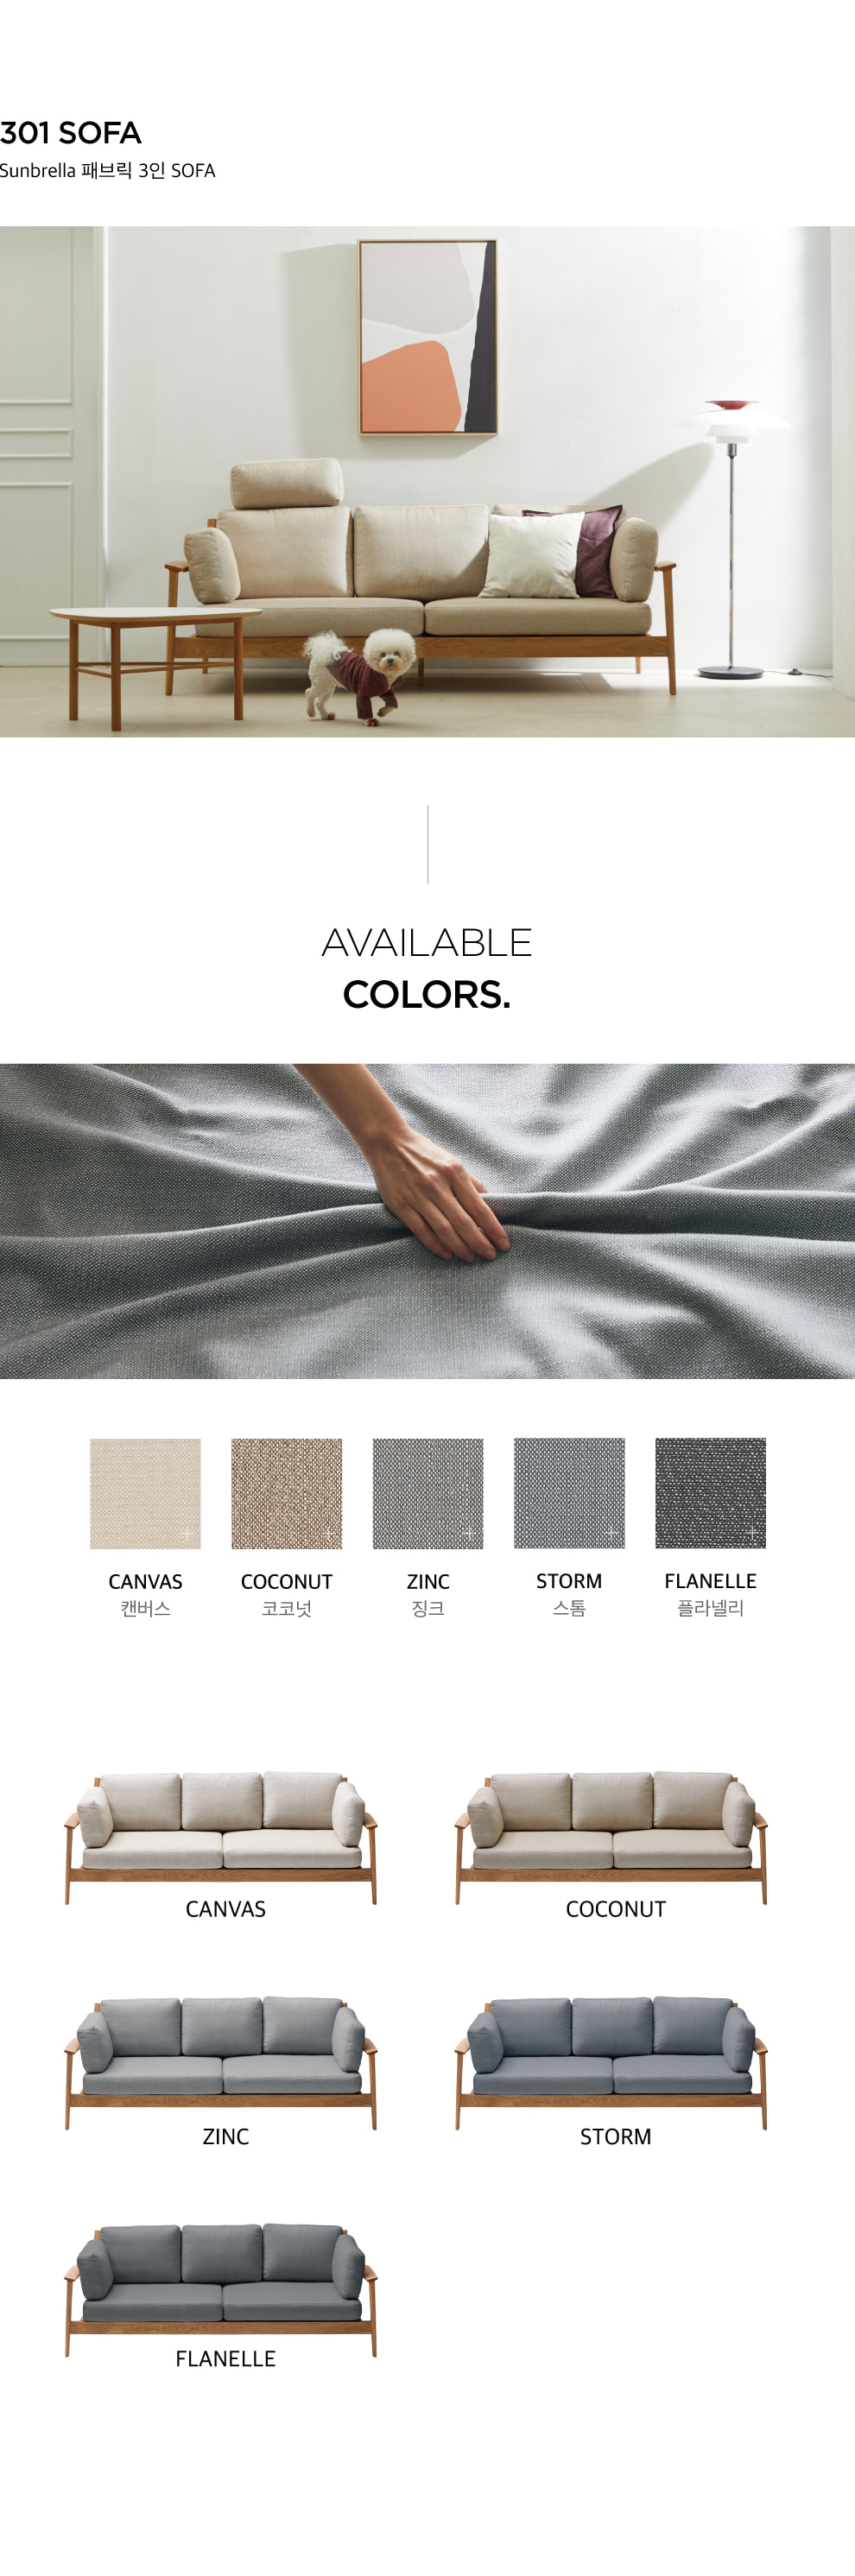 301 SOFA
Sunbrella 패브릭 3인 SOFA
AVAILABLE
COLORS.
CANVAS
캔버스
COCONUT
코코넛
ZINC
징크
STORM
스톰
FLANELLE
플라넬리
CANVAS
COCONUT
ZINC
STORM
FLANELLE